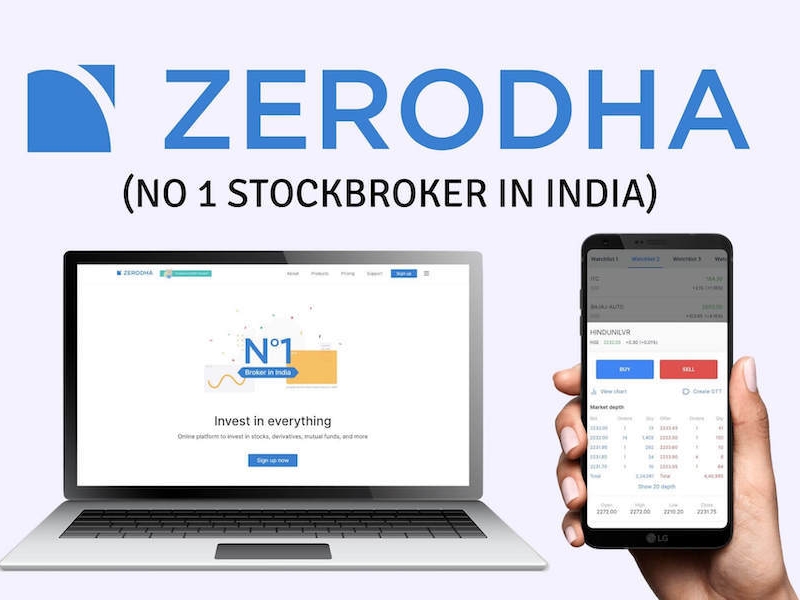 ZERODHA
(NO 1 STOCKBROKER IN INDIA)
ZERODHA
About Products Pricing Support Sign up
N°1
Broker in India
Invest in everything
Online platform to invest in stocks, derivatives, mutual funds, and more
Sign up now
Watchlist 1 Watchlist 2 Watchlist 3
BAJAJ-AUTO
HINDUNILVR
BUY SELL
View chart Create GTT
Market depth
Bid Orders Qty Offer Orders Qty
Total Total
Show 20 depth
Open High Low Close
2272.00 2272.00 2210.20 2231.75
LG